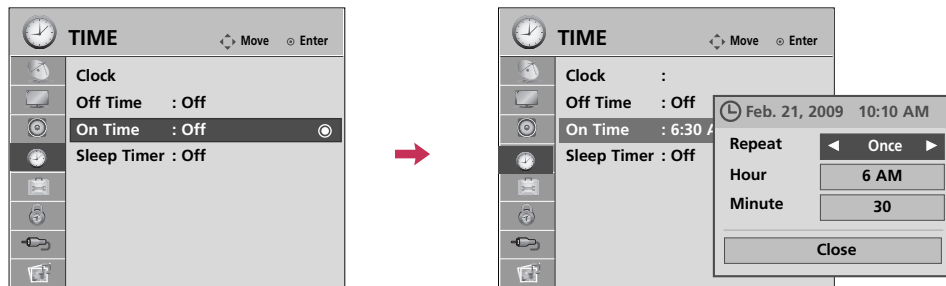 TIME Move Enter
Clock
Off Time : Off
On Time : Off
Sleep Timer : Off
TIME Move Enter
Clock :
Off Time : Off
On Time : 6:30 A
Sleep Timer : Off
Feb. 21, 2009 10:10 AM
Repeat ◀ Once ▶
Hour 6 AM
Minute 30
Close